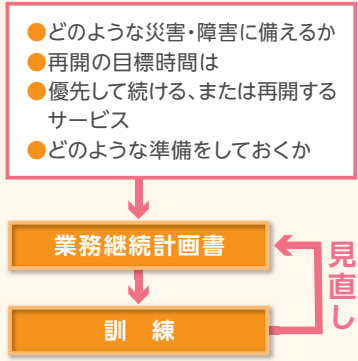 ●どのような災害・障害に備えるか
●再開の目標時間は
●優先して続ける、または再開する
サービス
●どのような準備をしておくか
業務継続計画書
見直し
訓　練